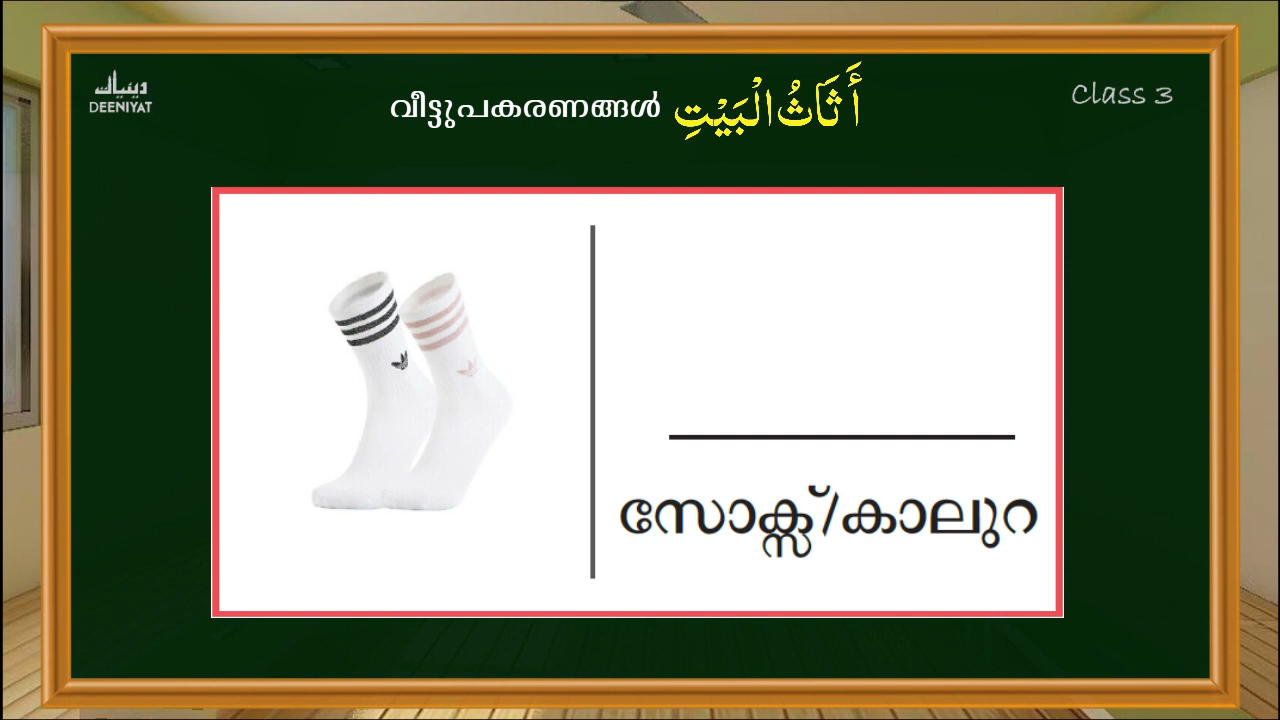 دينيات
DEENIYAT
വീട്ടുപകരണങ്ങൾ أَثَاثُ الْبَيْتِ
Class 3
സോക്സ്/കാലുറ